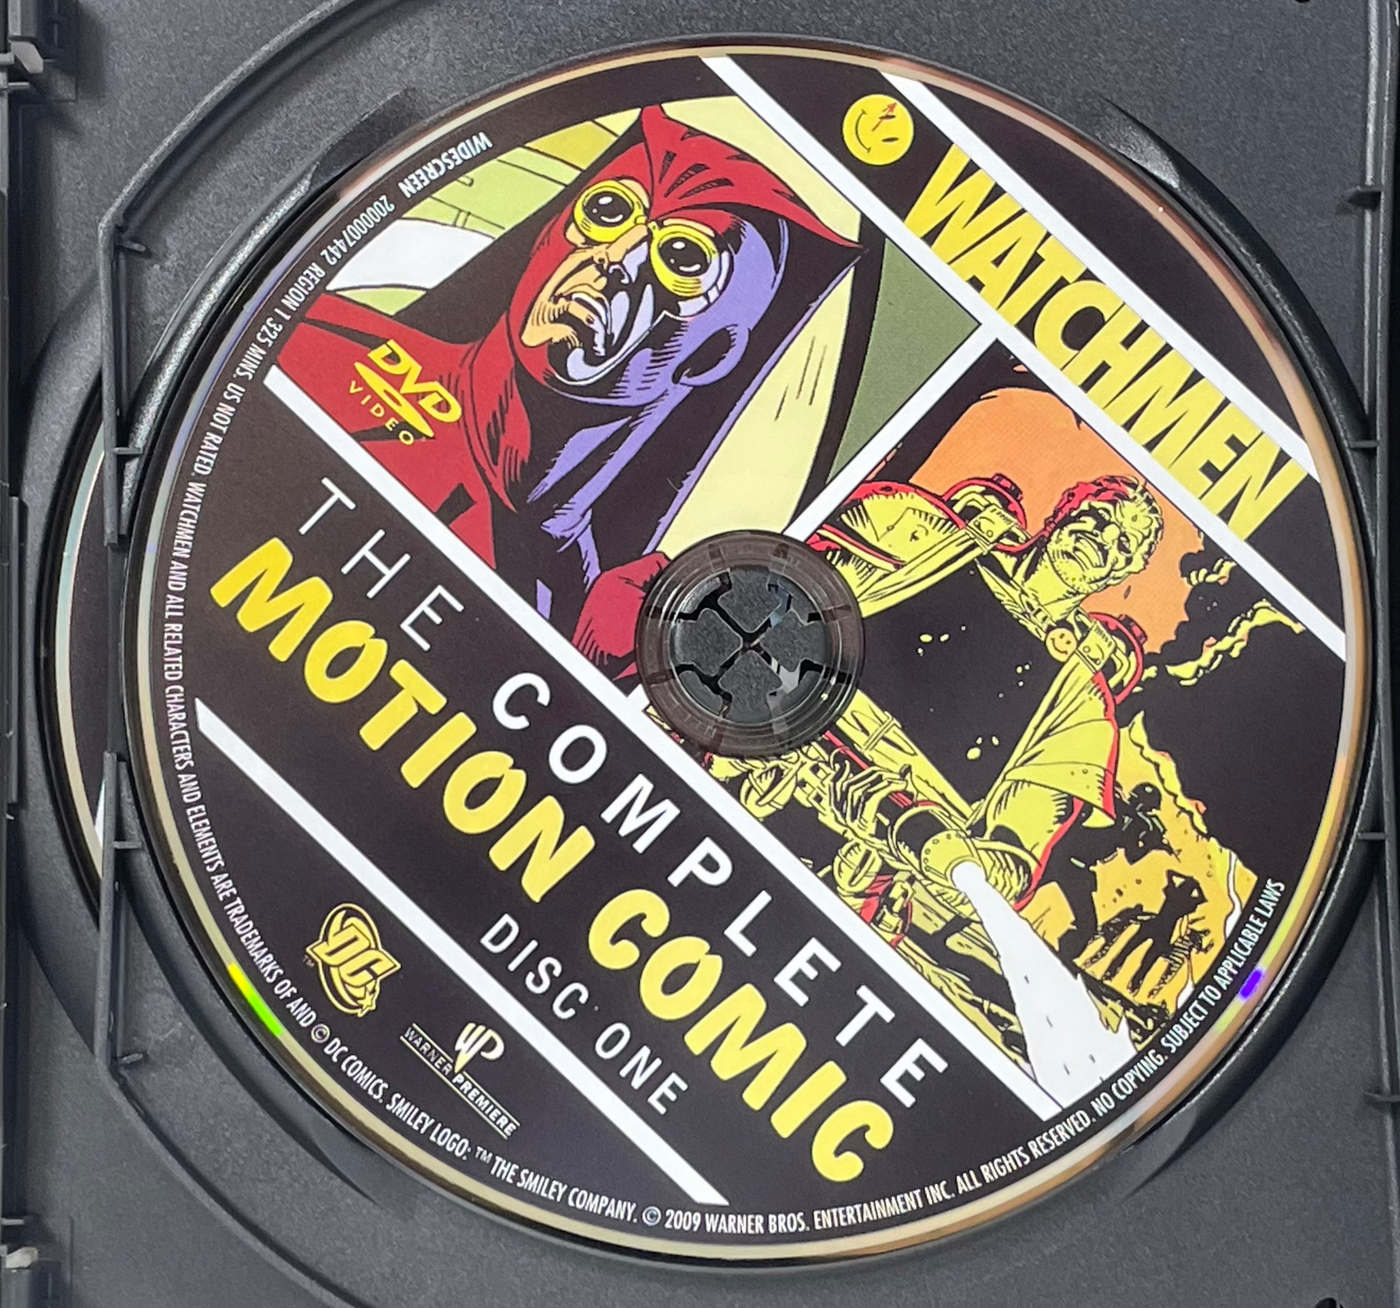 WATCHMEN
DVD
VIDEO
THE COMPLETE
MOTION COMIC
DISC ONE
DC
WARNER PREMIERE
WIDESCREEN 2000007442 REGION 1 325 MINS. US NOT RATED. WATCHMEN AND ALL RELATED CHARACTERS AND ELEMENTS ARE TRADEMARKS OF AND © DC COMICS. SMILEY LOGO: ™ THE SMILEY COMPANY. © 2009 WARNER BROS. ENTERTAINMENT INC. ALL RIGHTS RESERVED. NO COPYING. SUBJECT TO APPLICABLE LAWS